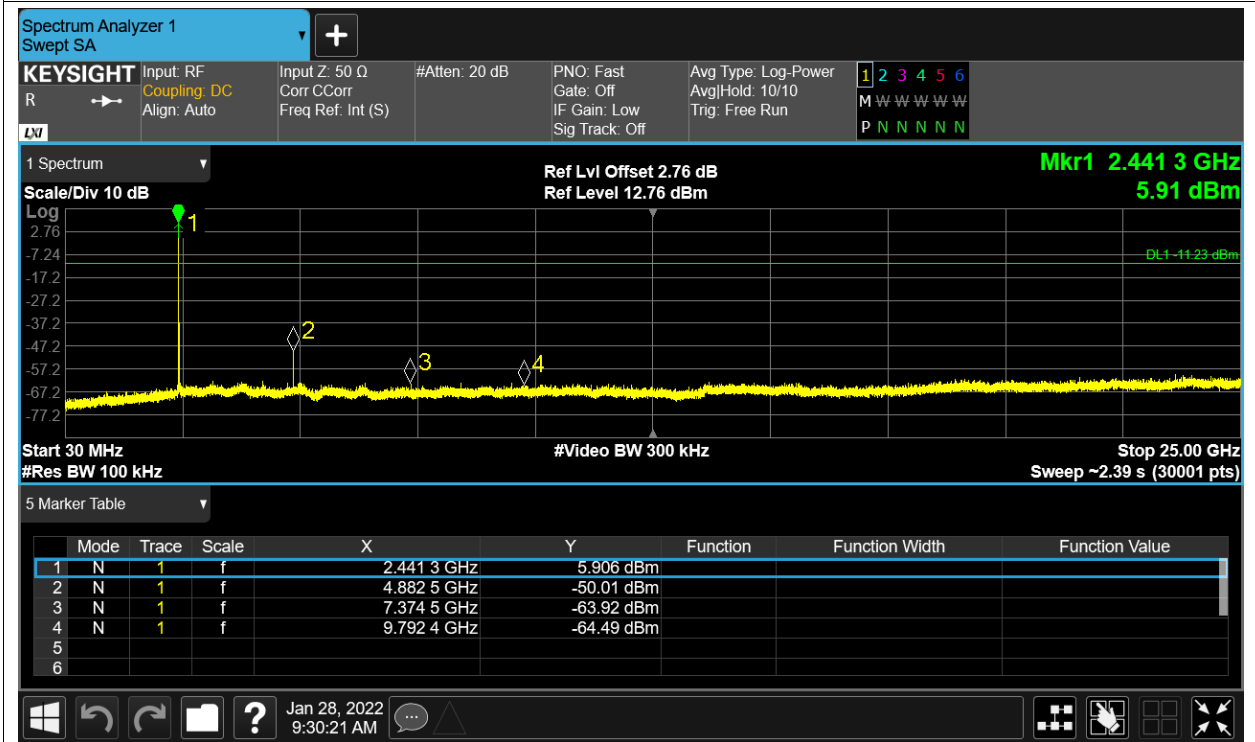 Spectrum Analyzer 1
Swept SA
+
KEYSIGHT
R
LXI
Input: RF
Coupling: DC
Align: Auto
Input Z: 50 Ω
Corr CCorr
Freq Ref: Int (S)
#Atten: 20 dB
PNO: Fast
Gate: Off
IF Gain: Low
Sig Track: Off
Avg Type: Log-Power
Avg|Hold: 10/10
Trig: Free Run
1 2 3 4 5 6
M W W W W W
P N N N N N
1 Spectrum
Scale/Div 10 dB
Ref Lvl Offset 2.76 dB
Ref Level 12.76 dBm
Mkr1 2.441 3 GHz
5.91 dBm
Log
2.76
-7.24
-17.2
-27.2
-37.2
-47.2
-57.2
-67.2
-77.2
1
DL1 -11.23 dBm
2
3
4
Start 30 MHz
#Video BW 300 kHz
Stop 25.00 GHz
#Res BW 100 kHz
Sweep ~2.39 s (30001 pts)
5 Marker Table
Mode Trace Scale X Y Function Function Width Function Value
1 N 1 f 2.441 3 GHz 5.906 dBm
2 N 1 f 4.882 5 GHz -50.01 dBm
3 N 1 f 7.374 5 GHz -63.92 dBm
4 N 1 f 9.792 4 GHz -64.49 dBm
5
6
?
Jan 28, 2022
9:30:21 AM